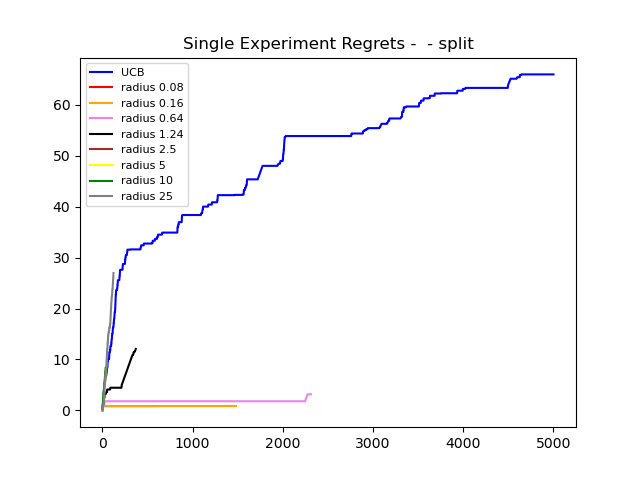 Single Experiment Regrets -  - split
UCB
radius 0.08
radius 0.16
radius 0.64
radius 1.24
radius 2.5
radius 5
radius 10
radius 25
60
50
40
30
20
10
0
0 1000 2000 3000 4000 5000